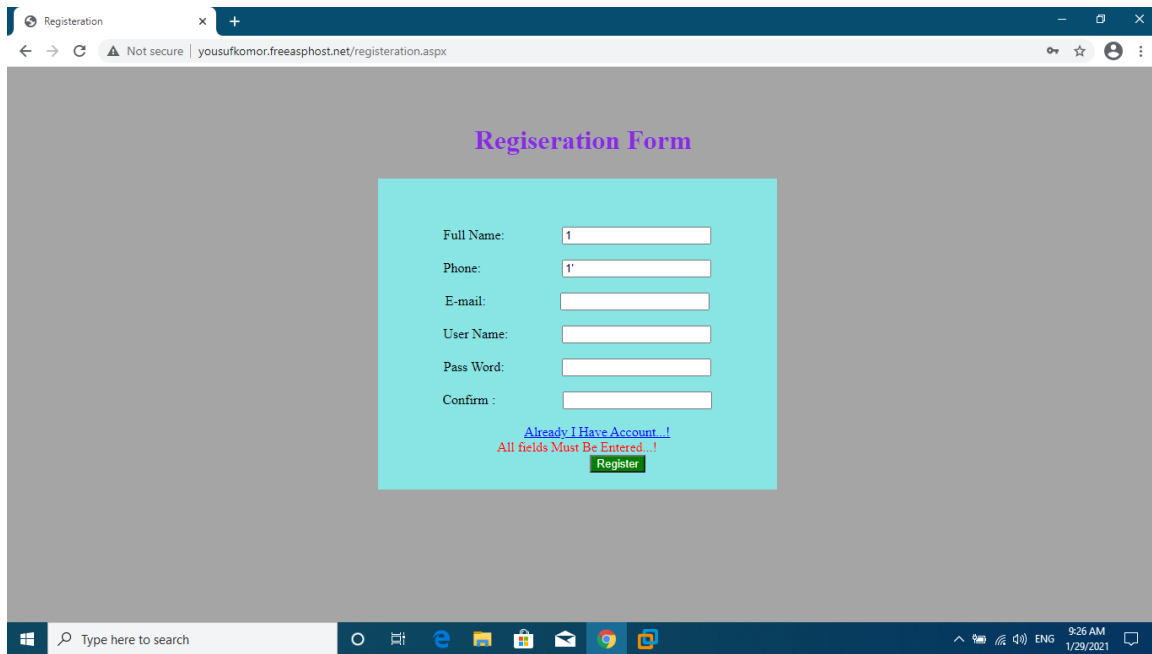 Registeration
Not secure | yousufkomor.freeasphost.net/registeration.aspx
Regiseration Form
Full Name: 1
Phone: 1'
E-mail:
User Name:
Pass Word:
Confirm :
Already I Have Account...!
All fields Must Be Entered...!
Register
Type here to search
ENG
9:26 AM
1/29/2021